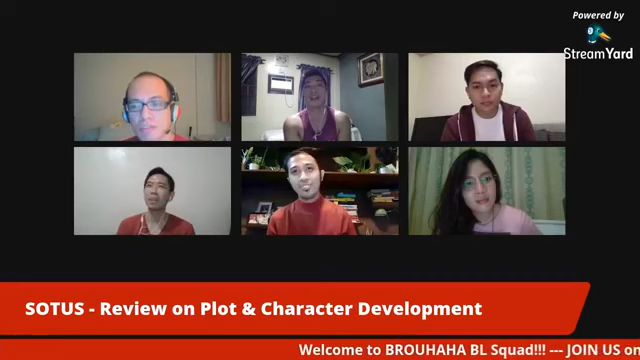 Powered by
StreamYard
SOTUS - Review on Plot & Character Development
Welcome to BROUHAHA BL Squad!!! --- JOIN US on